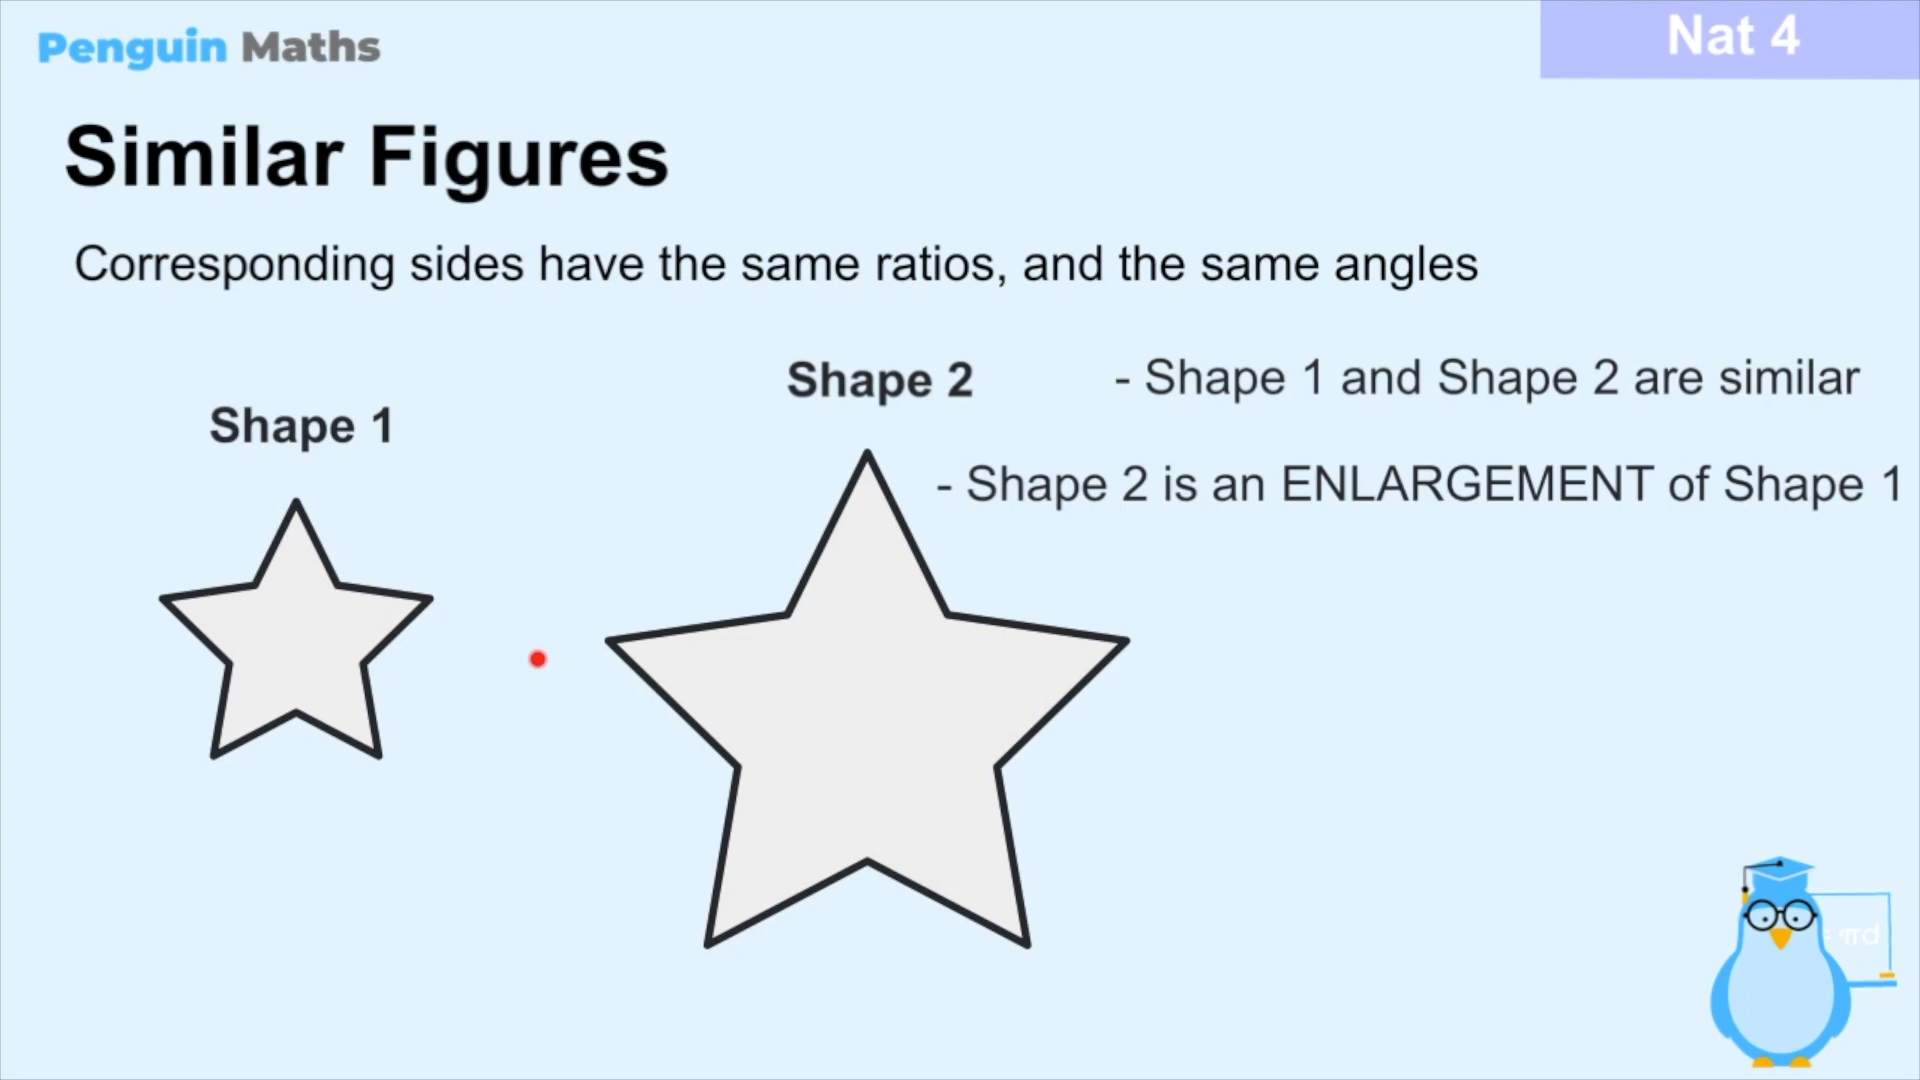 Penguin Maths
Nat 4
Similar Figures
Corresponding sides have the same ratios, and the same angles
Shape 2
- Shape 1 and Shape 2 are similar
Shape 1
- Shape 2 is an ENLARGEMENT of Shape 1
= πd